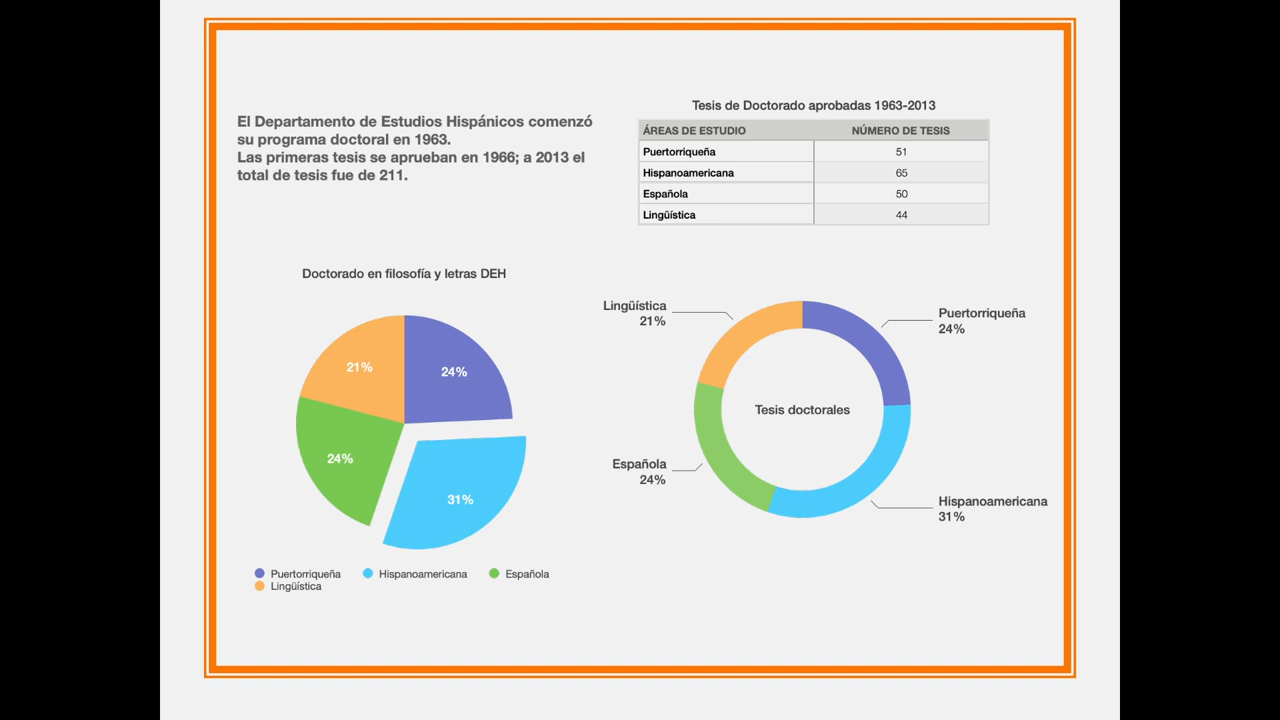 El Departamento de Estudios Hispánicos comenzó
su programa doctoral en 1963.
Las primeras tesis se aprueban en 1966; a 2013 el
total de tesis fue de 211.
Tesis de Doctorado aprobadas 1963-2013
ÁREAS DE ESTUDIO NÚMERO DE TESIS
Puertorriqueña 51
Hispanoamericana 65
Española 50
Lingüística 44
Doctorado en filosofía y letras DEH
21%
24%
24%
31%
Puertorriqueña Hispanoamericana Española
Lingüística
Lingüística
21%
Puertorriqueña
24%
Tesis doctorales
Española
24%
Hispanoamericana
31%